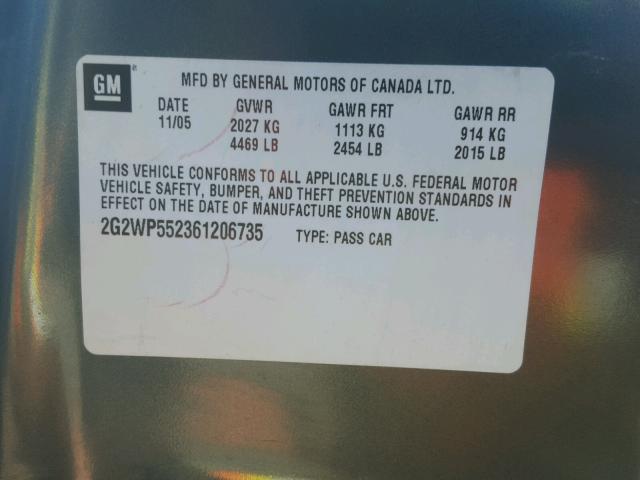 GM
MFD BY GENERAL MOTORS OF CANADA LTD.
DATE GVWR GAWR FRT GAWR RR
11/05 2027 KG 1113 KG 914 KG
4469 LB 2454 LB 2015 LB
THIS VEHICLE CONFORMS TO ALL APPLICABLE U.S. FEDERAL MOTOR
VEHICLE SAFETY, BUMPER, AND THEFT PREVENTION STANDARDS IN
EFFECT ON THE DATE OF MANUFACTURE SHOWN ABOVE.
2G2WP552361206735 TYPE: PASS CAR